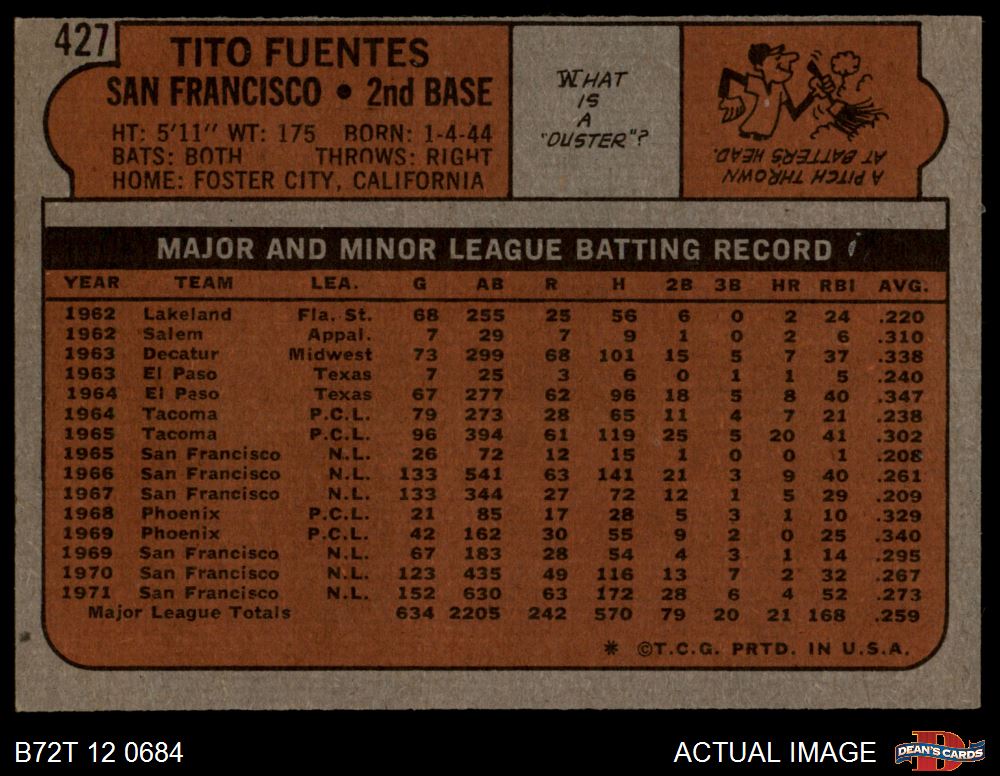 427
TITO FUENTES
SAN FRANCISCO • 2nd BASE
HT: 5'11" WT: 175 BORN: 1-4-44
BATS: BOTH THROWS: RIGHT
HOME: FOSTER CITY, CALIFORNIA
WHAT
IS
A
"DUSTER"?
A PITCH THROWN
AT BATTERS HEAD.
MAJOR AND MINOR LEAGUE BATTING RECORD
YEAR TEAM LEA. G AB R H 2B 3B HR RBI AVG.
1962 Lakeland Fla. St. 68 255 25 56 6 0 2 24 .220
1962 Salem Appal. 7 29 7 9 1 0 2 6 .310
1963 Decatur Midwest 73 299 68 101 15 5 7 37 .338
1963 El Paso Texas 7 25 3 6 0 1 1 5 .240
1964 El Paso Texas 67 277 62 96 18 5 8 40 .347
1964 Tacoma P.C.L. 79 273 28 65 11 4 7 21 .238
1965 Tacoma P.C.L. 96 394 61 119 25 5 20 41 .302
1965 San Francisco N.L. 26 72 12 15 1 0 0 1 .208
1966 San Francisco N.L. 133 541 63 141 21 3 9 40 .261
1967 San Francisco N.L. 133 344 27 72 12 1 5 29 .209
1968 Phoenix P.C.L. 21 85 17 28 5 3 1 10 .329
1969 Phoenix P.C.L. 42 162 30 55 9 2 0 25 .340
1969 San Francisco N.L. 67 183 28 54 4 3 1 14 .295
1970 San Francisco N.L. 123 435 49 116 13 7 2 32 .267
1971 San Francisco N.L. 152 630 63 172 28 6 4 52 .273
Major League Totals 634 2205 242 570 79 20 21 168 .259
* ©T.C.G. PRTD. IN U.S.A.
B72T 12 0684
ACTUAL IMAGE
DEAN'S CARDS